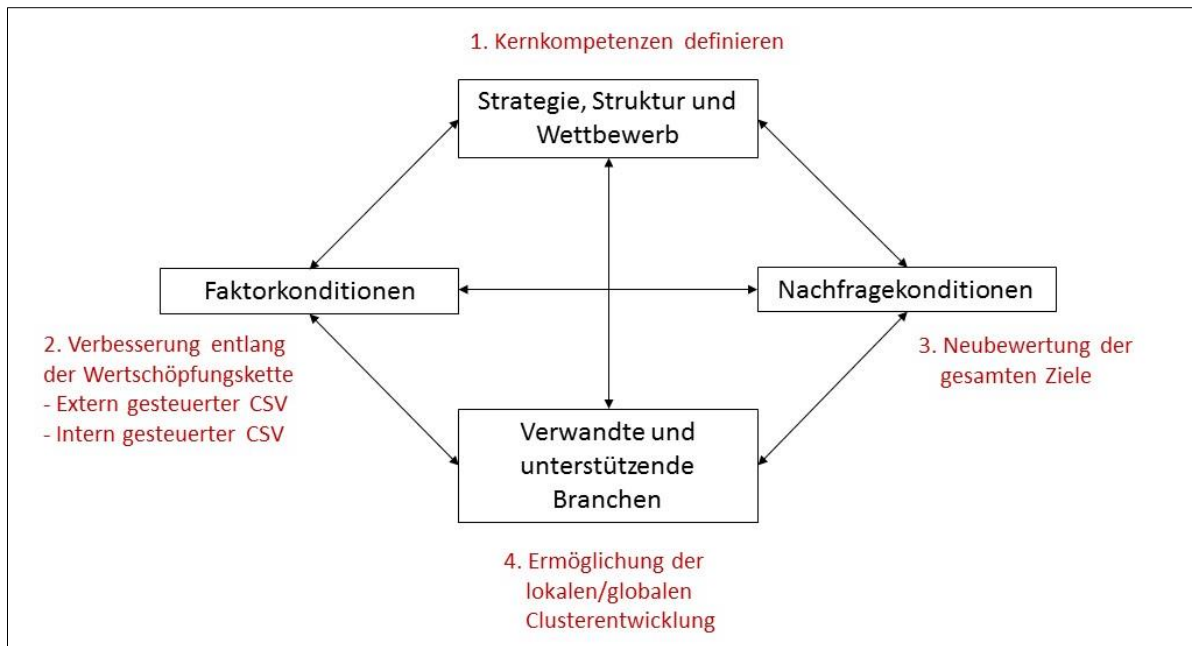 1. Kernkompetenzen definieren
Strategie, Struktur und
Wettbewerb
Faktorkonditionen
Nachfragekonditionen
2. Verbesserung entlang
der Wertschöpfungskette
- Extern gesteuerter CSV
- Intern gesteuerter CSV
3. Neubewertung der
gesamten Ziele
Verwandte und
unterstützende
Branchen
4. Ermöglichung der
lokalen/globalen
Clusterentwicklung